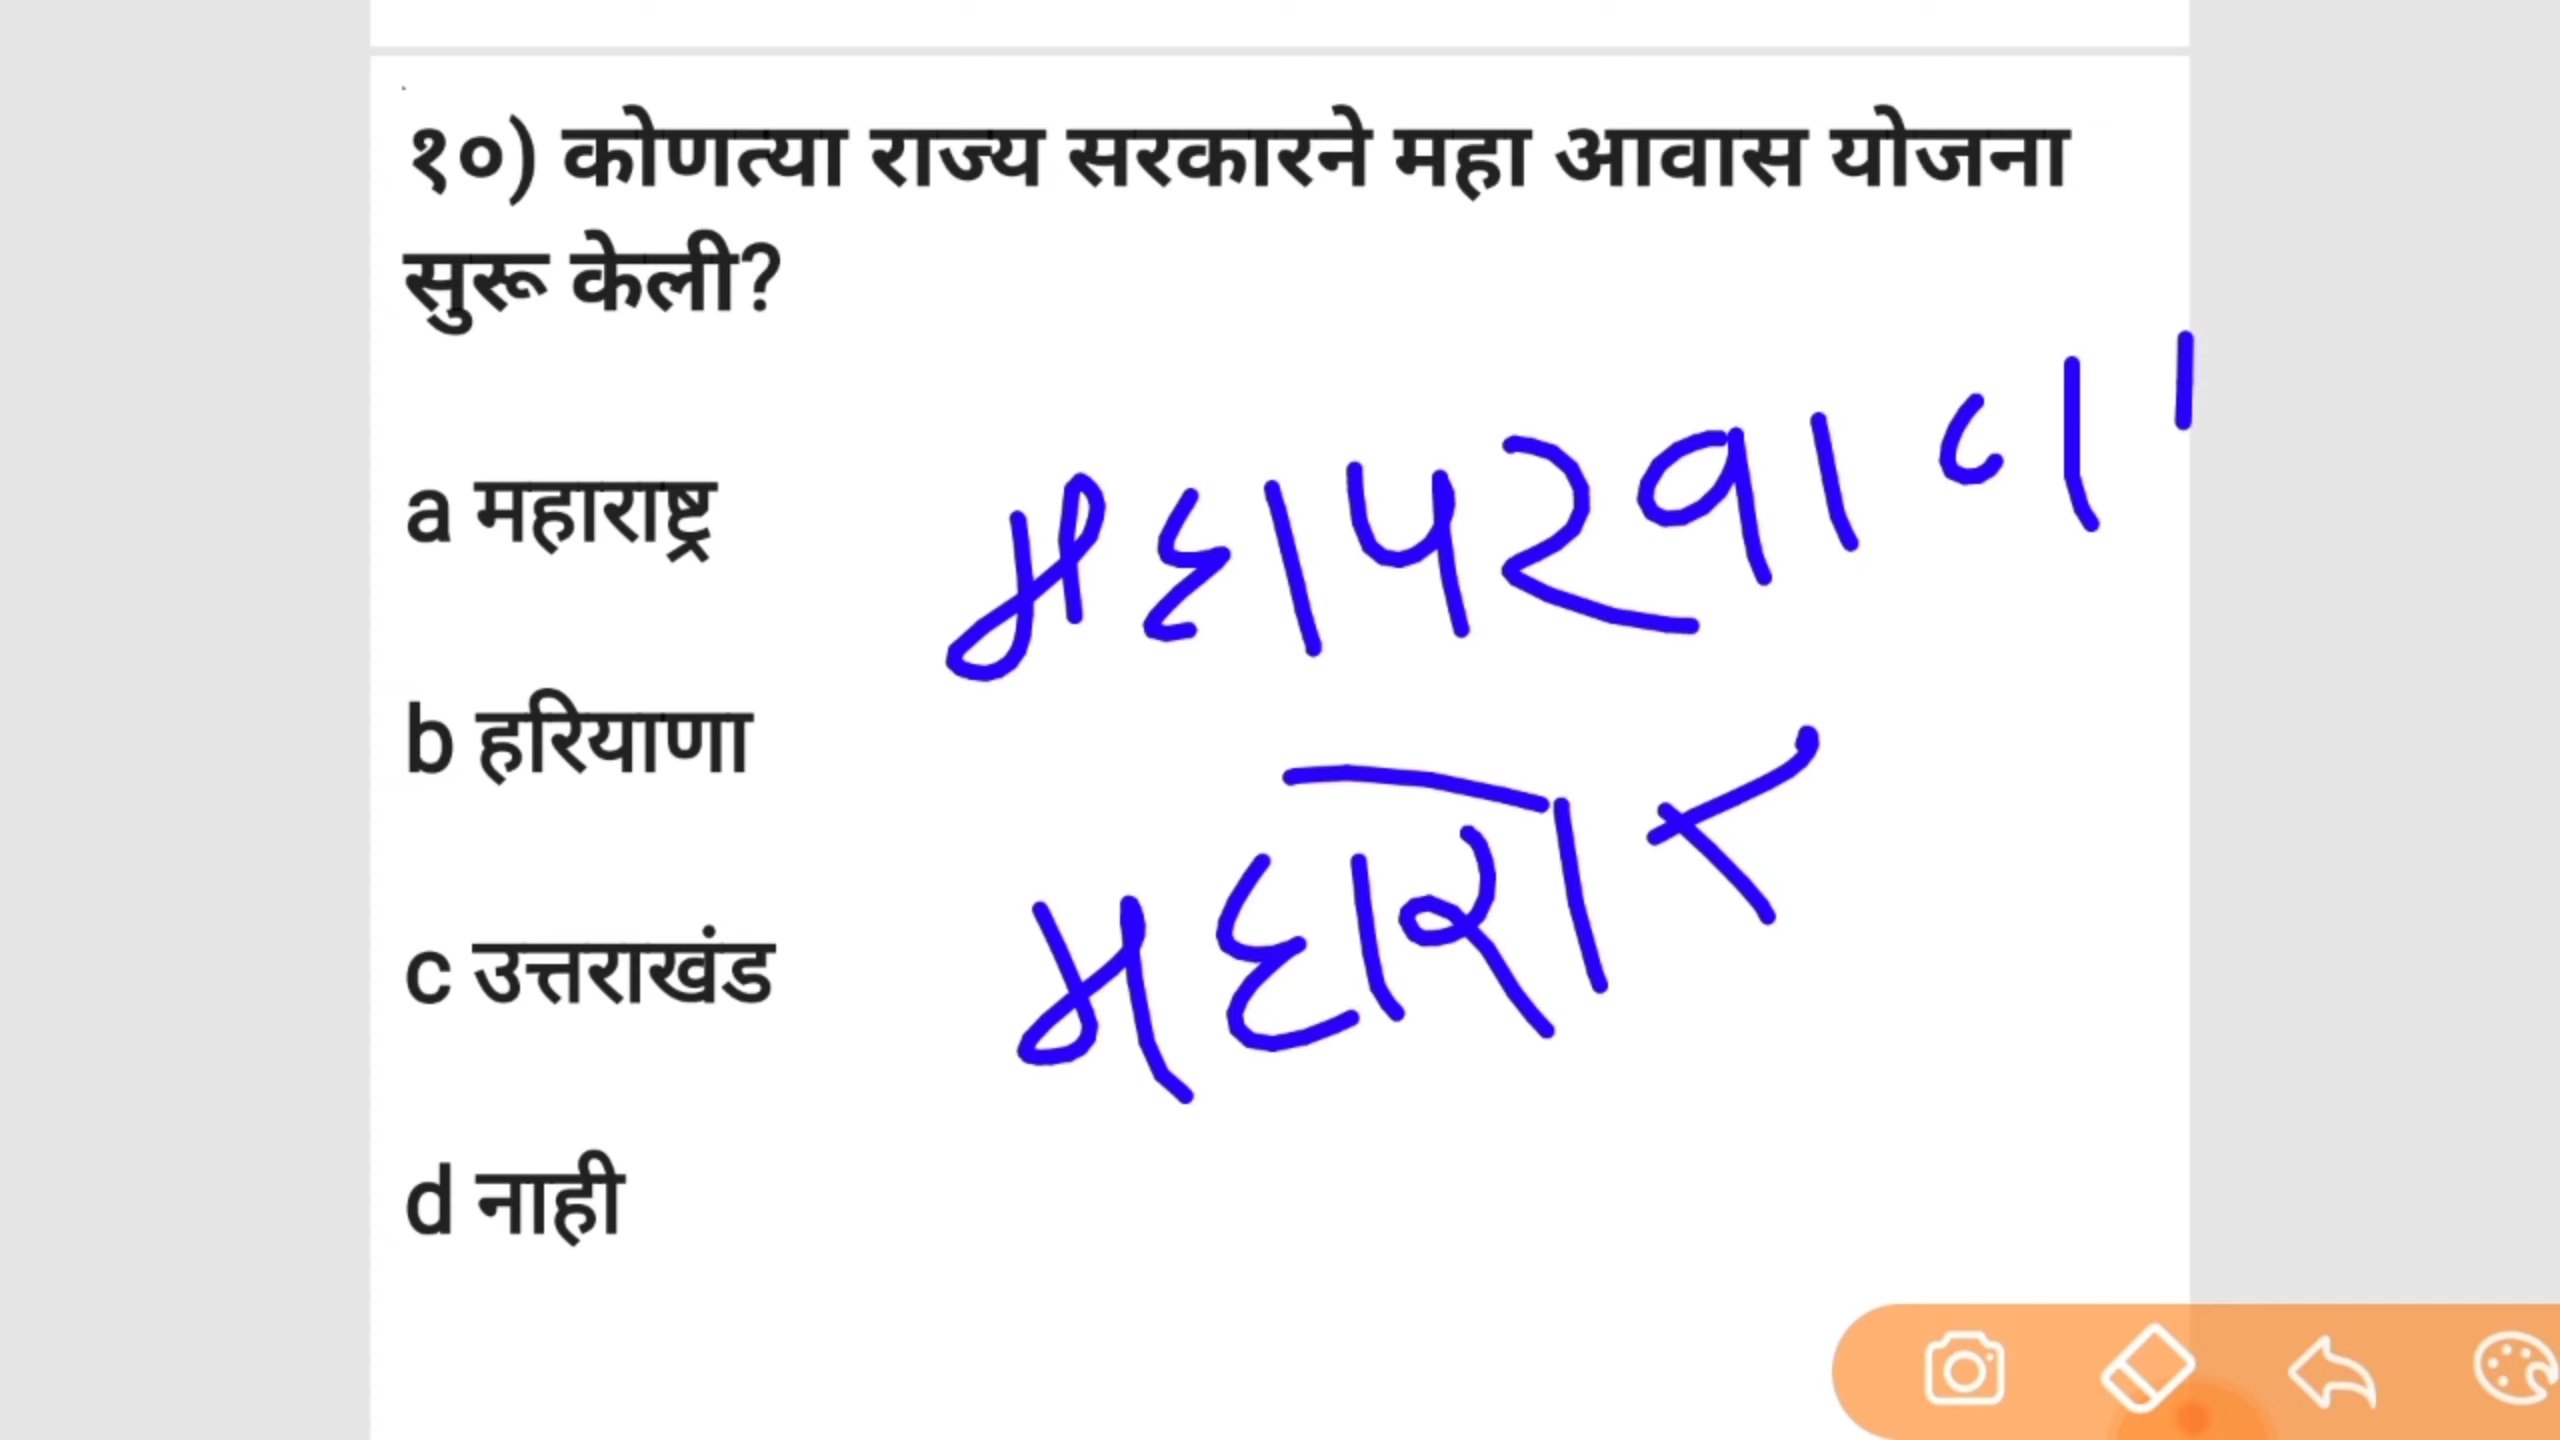 १०) कोणत्या राज्य सरकारने महा आवास योजना
सुरू केली?
a महाराष्ट्र
b हरियाणा
c उत्तराखंड
d नाही